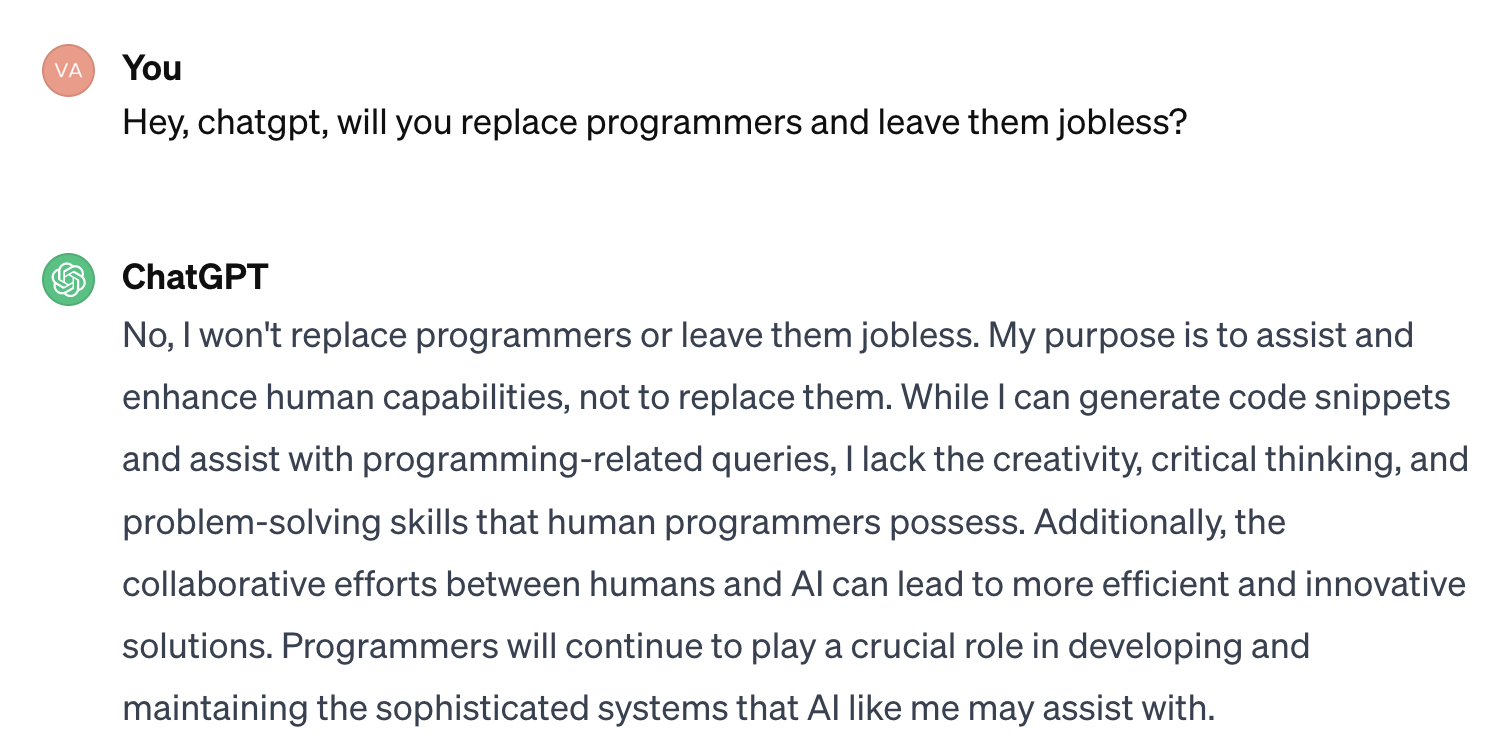 VA
You
Hey, chatgpt, will you replace programmers and leave them jobless?
ChatGPT
No, I won't replace programmers or leave them jobless. My purpose is to assist and
enhance human capabilities, not to replace them. While I can generate code snippets
and assist with programming-related queries, I lack the creativity, critical thinking, and
problem-solving skills that human programmers possess. Additionally, the
collaborative efforts between humans and AI can lead to more efficient and innovative
solutions. Programmers will continue to play a crucial role in developing and
maintaining the sophisticated systems that AI like me may assist with.